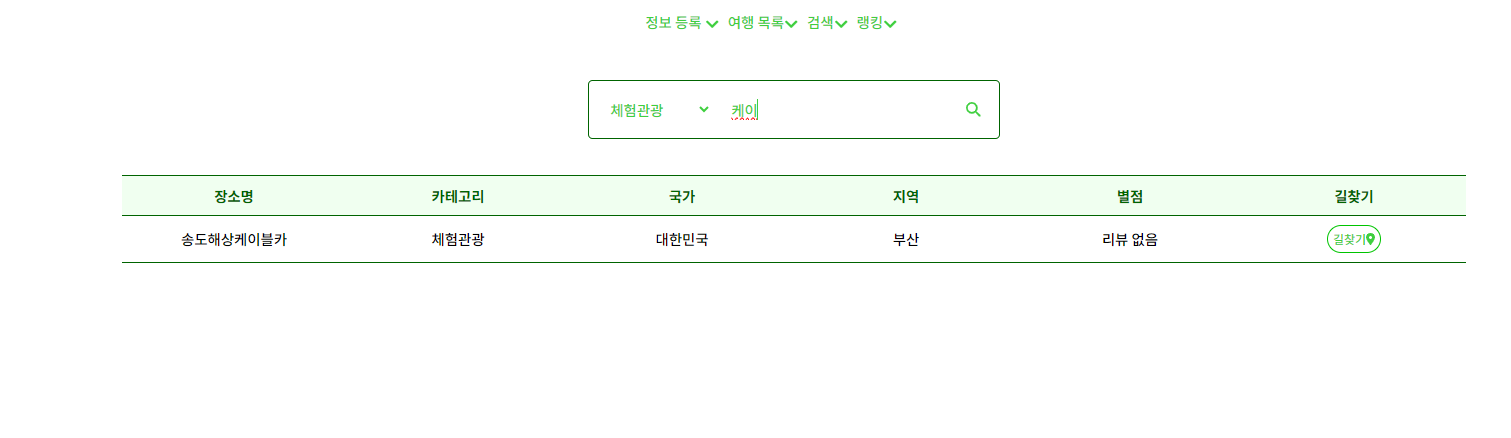 정보 등록 여행 목록 검색 랭킹
체험관광 케이
장소명 카테고리 국가 지역 별점 길찾기
송도해상케이블카 체험관광 대한민국 부산 리뷰 없음 길찾기